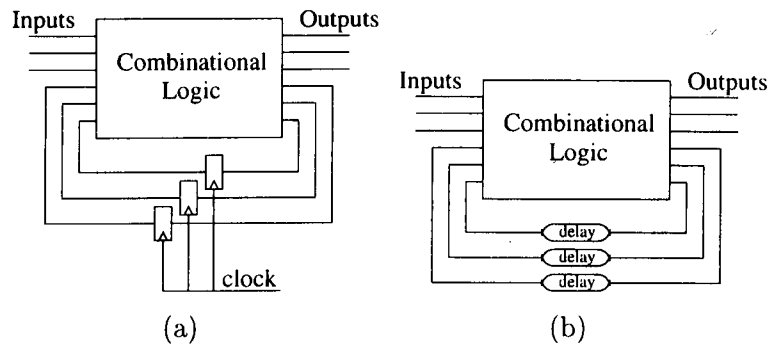 Inputs
Outputs
Combinational
Logic
clock
(a)
Inputs
Outputs
Combinational
Logic
delay
delay
delay
(b)